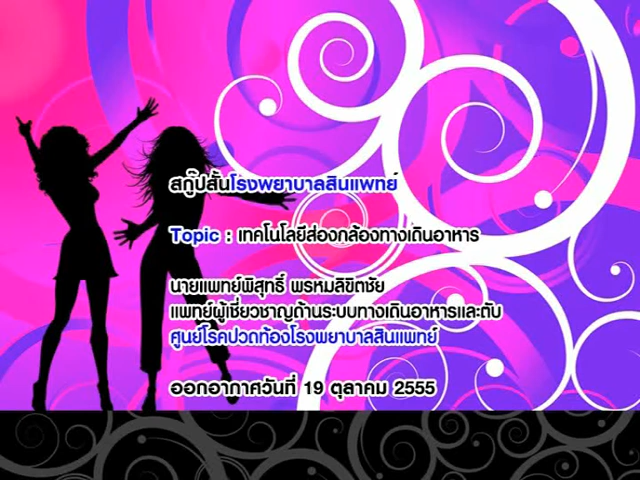 สกู๊ปสั้นโรงพยาบาลสินแพทย์
Topic : เทคโนโลยีส่องกล้องทางเดินอาหาร
นายแพทย์พิสุทธิ์ พรหมลิขิตชัย
แพทย์ผู้เชี่ยวชาญด้านระบบทางเดินอาหารและตับ
ศูนย์โรคปวดท้องโรงพยาบาลสินแพทย์
ออกอากาศวันที่ 19 ตุลาคม 2555